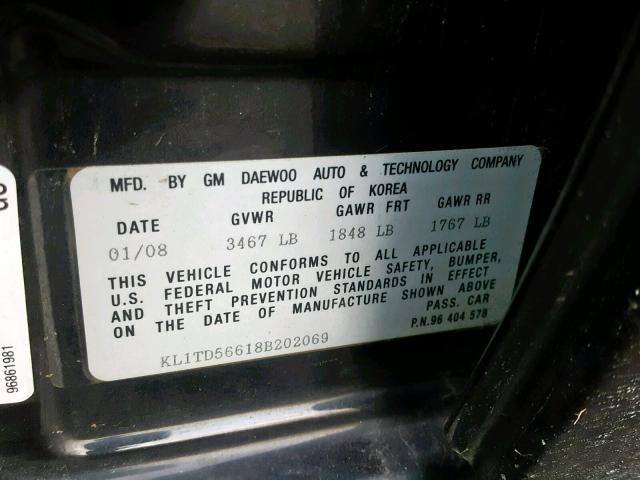 MFD. BY GM DAEWOO AUTO & TECHNOLOGY COMPANY
REPUBLIC OF KOREA
DATE GVWR GAWR FRT GAWR RR
01/08 3467 LB 1848 LB 1767 LB
THIS VEHICLE CONFORMS TO ALL APPLICABLE
U.S. FEDERAL MOTOR VEHICLE SAFETY, BUMPER,
AND THEFT PREVENTION STANDARDS IN EFFECT
ON THE DATE OF MANUFACTURE SHOWN ABOVE
PASS. CAR
P.N.96 404 578
KL1TD56618B202069
96861981